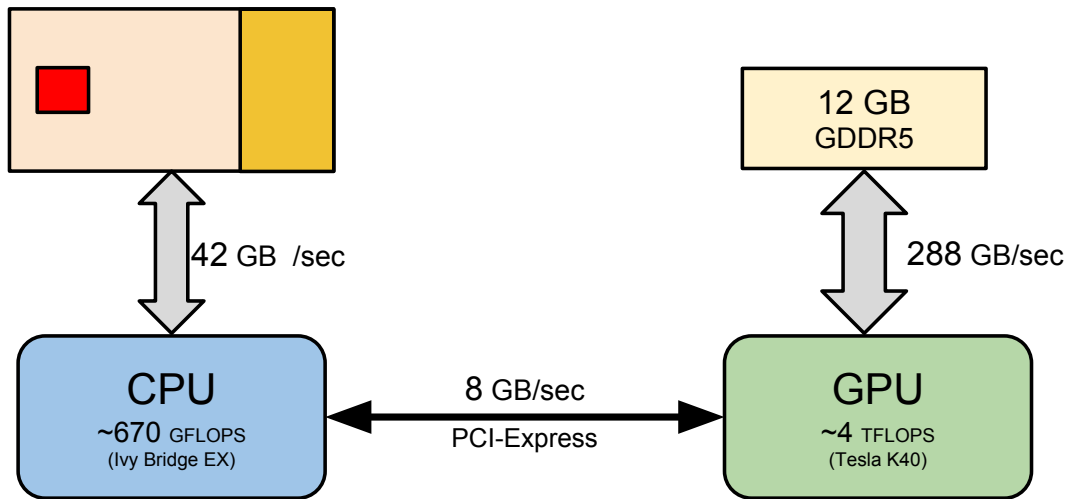 12 GB
GDDR5
42 GB /sec
288 GB/sec
CPU
~670 GFLOPS
(Ivy Bridge EX)
8 GB/sec
PCI-Express
GPU
~4 TFLOPS
(Tesla K40)